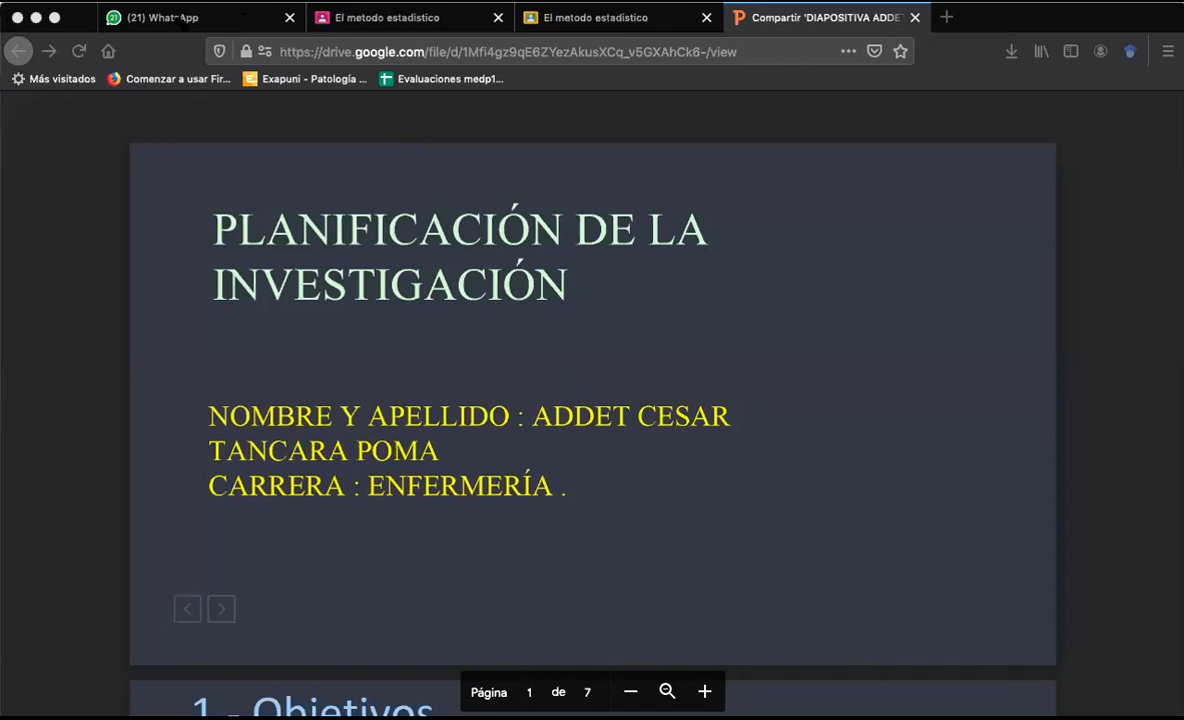 (21) WhatsApp
El metodo estadistico
El metodo estadistico
Compartir 'DIAPOSITIVA ADDET
https://drive.google.com/file/d/1Mfi4gz9qE6ZYezAkusXCq_v5GXAhCk6-/view
Más visitados
Comenzar a usar Fir...
Exapuni - Patología ...
Evaluaciones medp1...
PLANIFICACIÓN DE LA
INVESTIGACIÓN
NOMBRE Y APELLIDO : ADDET CESAR
TANCARA POMA
CARRERA : ENFERMERÍA .
1.- Objetivos
Página 1 de 7